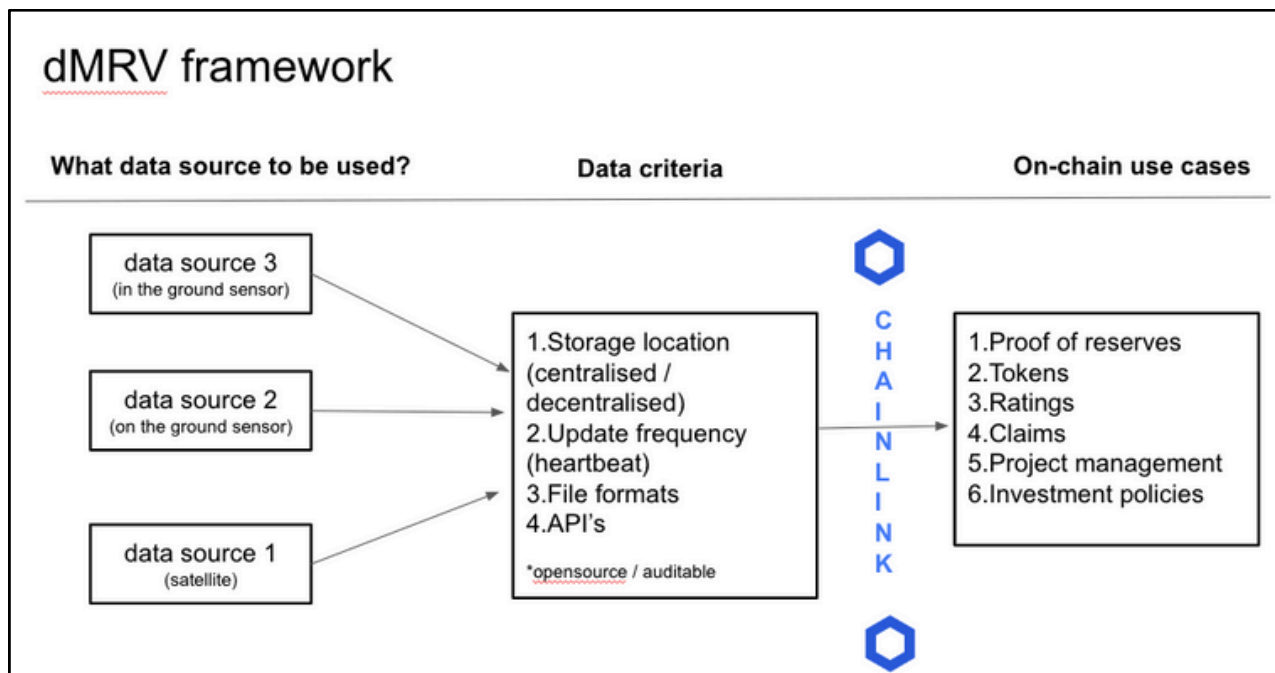 dMRV framework
What data source to be used?
Data criteria
On-chain use cases
data source 3
(in the ground sensor)
data source 2
(on the ground sensor)
data source 1
(satellite)
1.Storage location
(centralised /
decentralised)
2.Update frequency
(heartbeat)
3.File formats
4.API's
*opensource / auditable
CHAINLINK
1.Proof of reserves
2.Tokens
3.Ratings
4.Claims
5.Project management
6.Investment policies